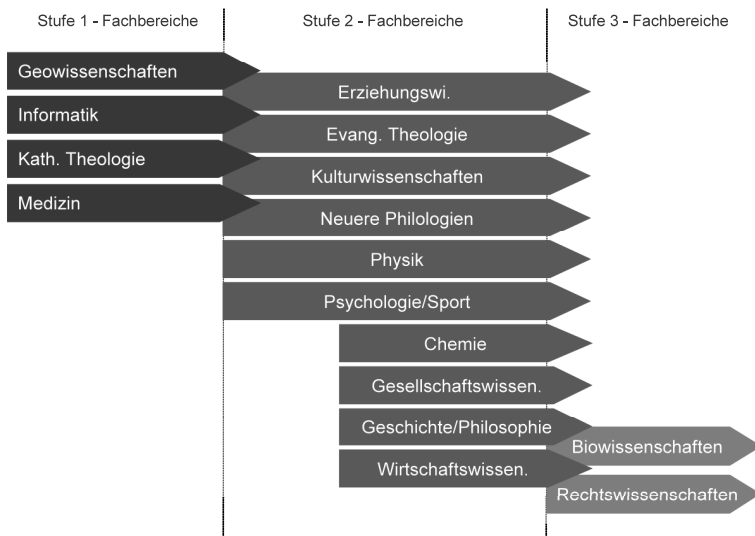 Stufe 1 - Fachbereiche
Stufe 2 - Fachbereiche
Stufe 3 - Fachbereiche
Geowissenschaften
Informatik
Kath. Theologie
Medizin
Erziehungswi.
Evang. Theologie
Kulturwissenschaften
Neuere Philologien
Physik
Psychologie/Sport
Chemie
Gesellschaftswissen.
Geschichte/Philosophie
Wirtschaftswissen.
Biowissenschaften
Rechtswissenschaften